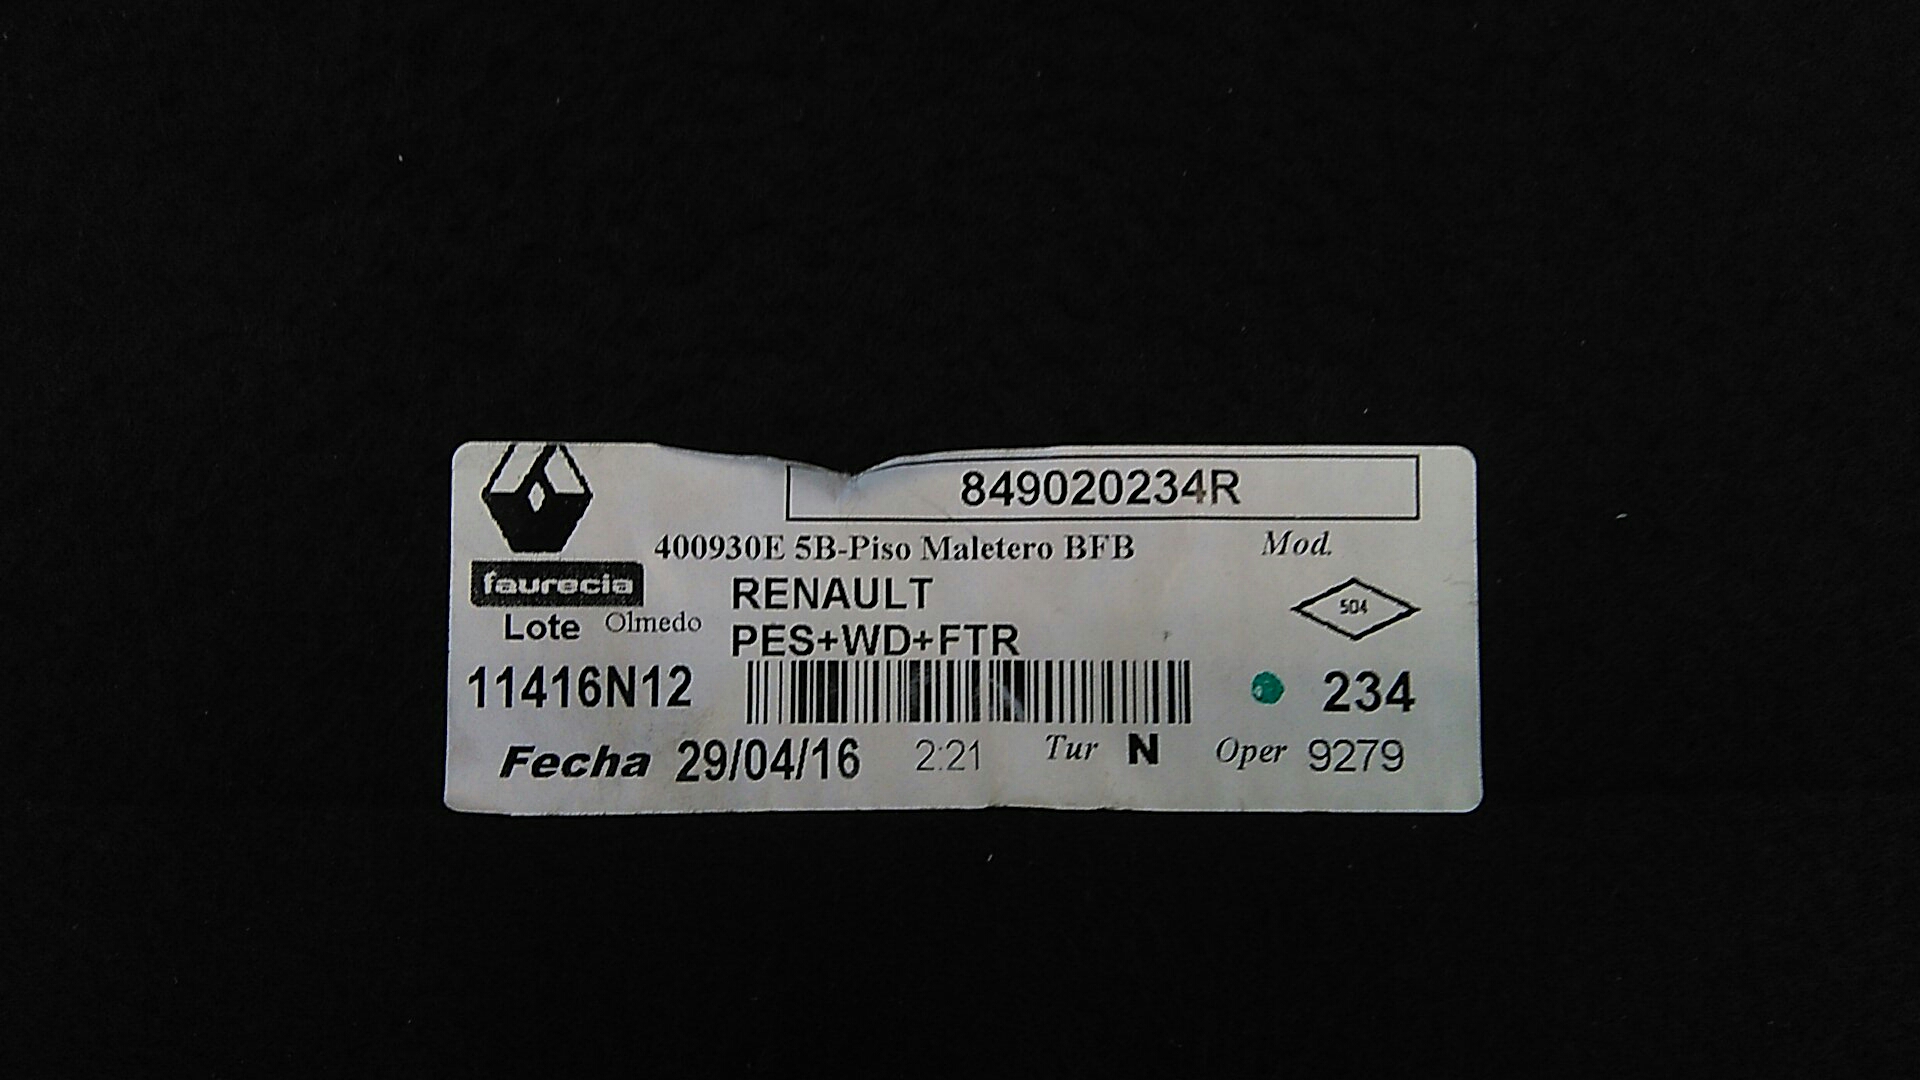 849020234R
400930E 5B-Piso Maletero BFB Mod.
faurecia RENAULT 504
Lote Olmedo PES+WD+FTR
11416N12 234
Fecha 29/04/16 2:21 Tur N Oper 9279